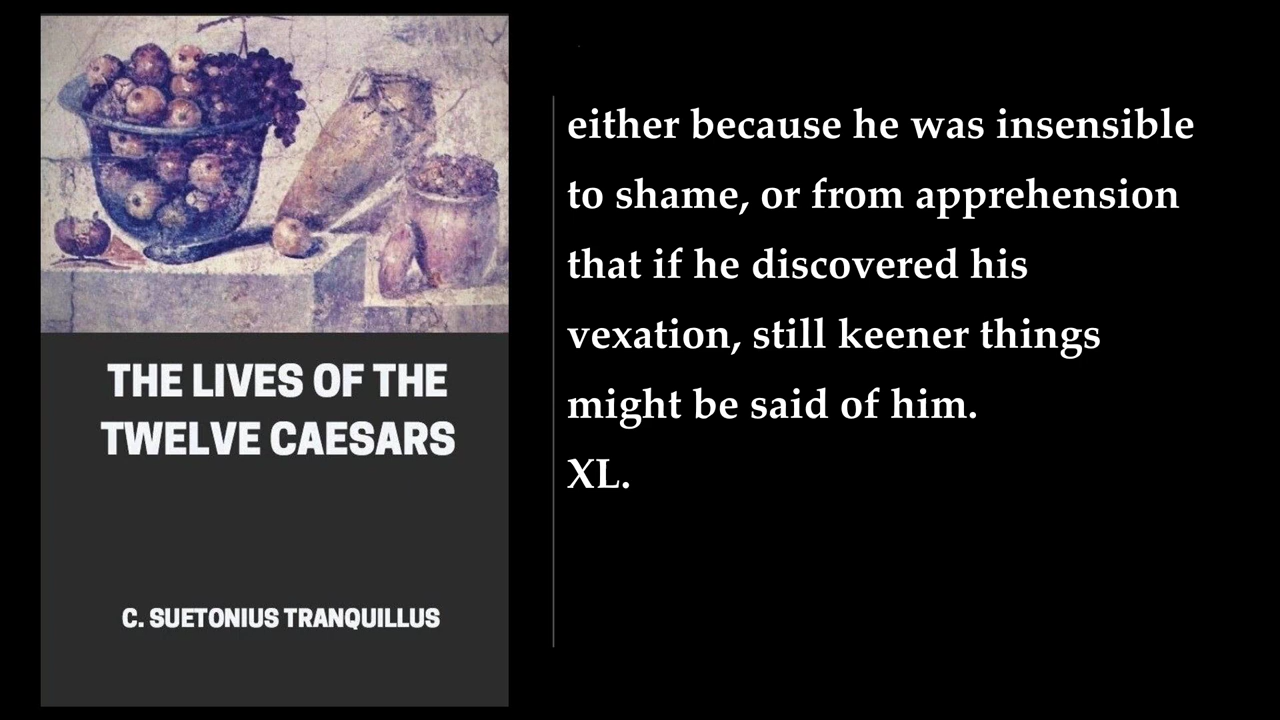 THE LIVES OF THE
TWELVE CAESARS
C. SUETONIUS TRANQUILLUS
either because he was insensible
to shame, or from apprehension
that if he discovered his
vexation, still keener things
might be said of him.
XL.